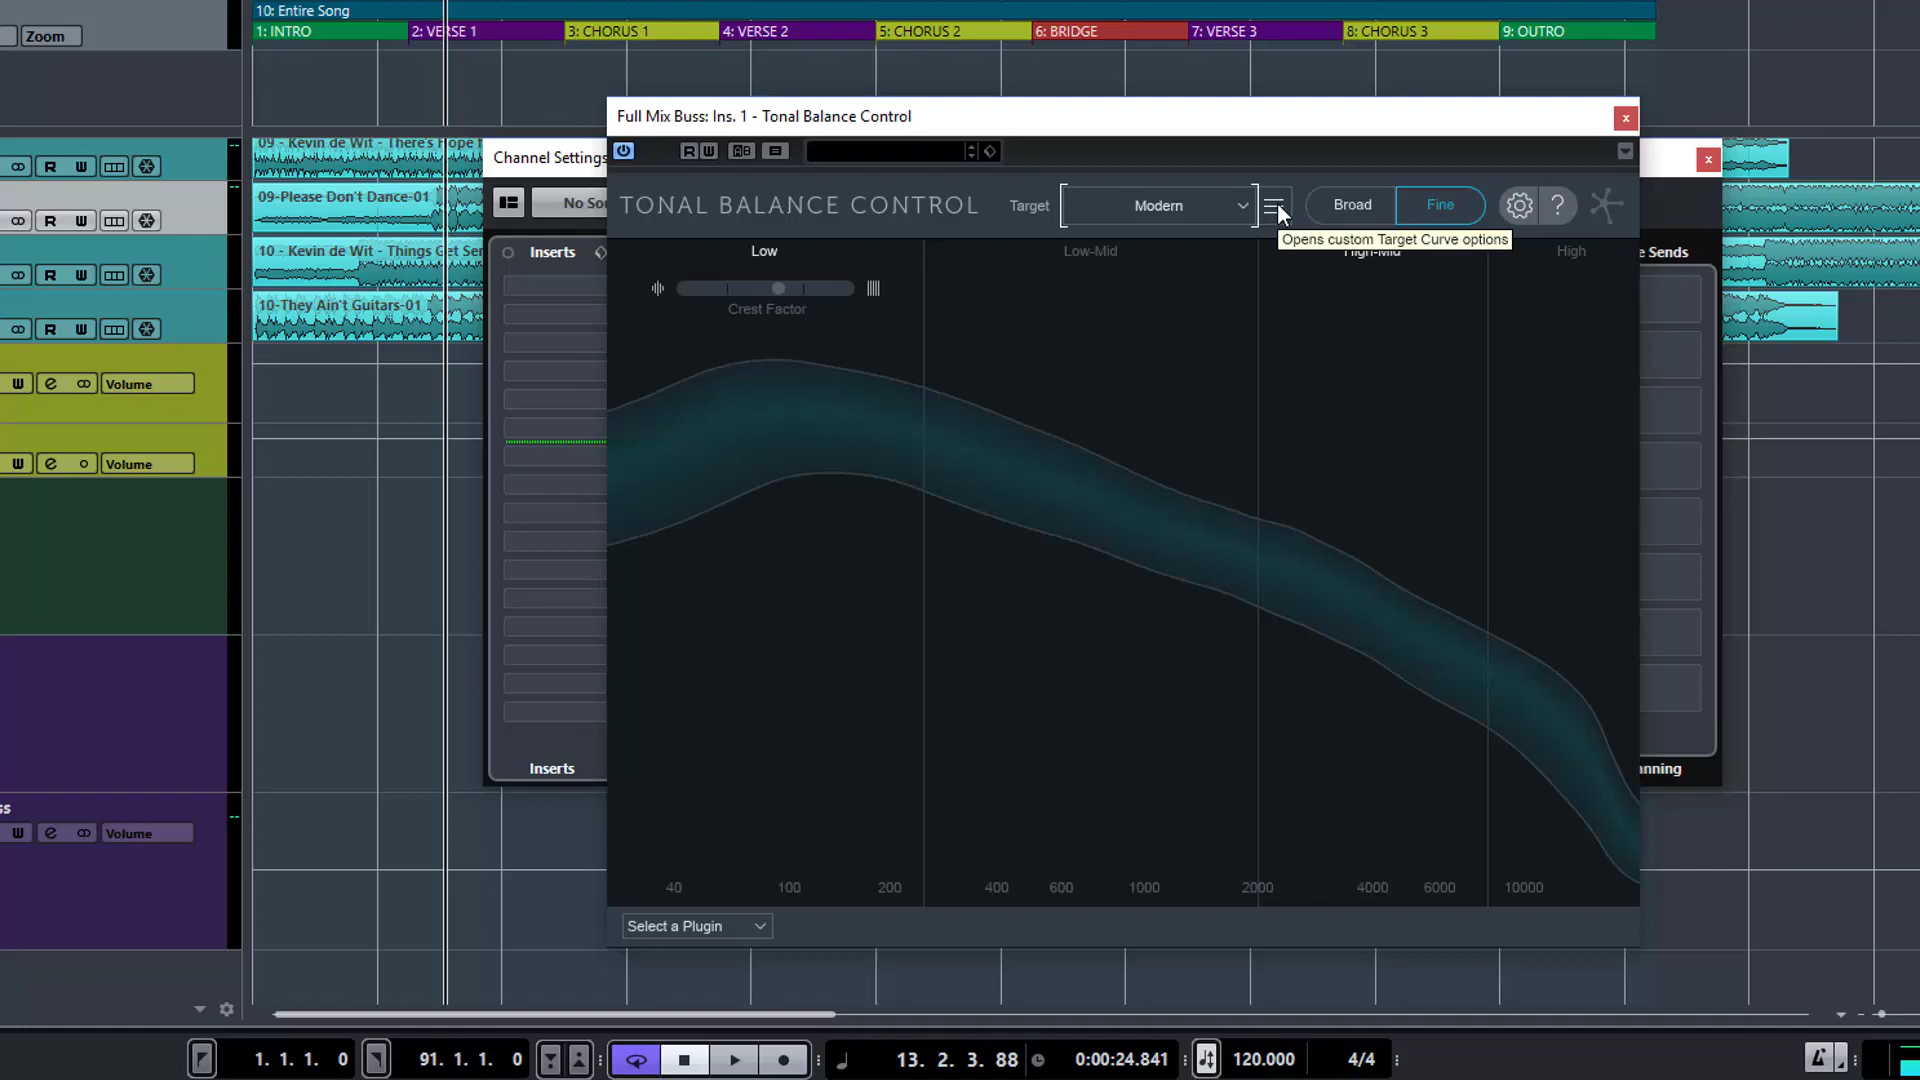 10: Entire Song
Zoom
1: INTRO
2: VERSE 1
3: CHORUS 1
4: VERSE 2
5: CHORUS 2
6: BRIDGE
7: VERSE 3
8: CHORUS 3
9: OUTRO
Full Mix Buss: Ins. 1 - Tonal Balance Control
x
09 - Kevin de Wit - There's Hope
R W
Channel Settings
x
R W
09-Please Don't Dance-01
R W
No Sou
TONAL BALANCE CONTROL
Target
Modern
Broad
Fine
?
Opens custom Target Curve options
10 - Kevin de Wit - Things Get Ser
R W
Inserts
Low
Low-Mid
High-Mid
High
e Sends
Crest Factor
10-They Ain't Guitars-01
R W
W e
Volume
W e
Volume
Inserts
anning
ss
W e
Volume
40
100
200
400
600
1000
2000
4000
6000
10000
Select a Plugin
1. 1. 1. 0
91. 1. 1. 0
13. 2. 3. 88
0:00:24.841
120.000
4/4